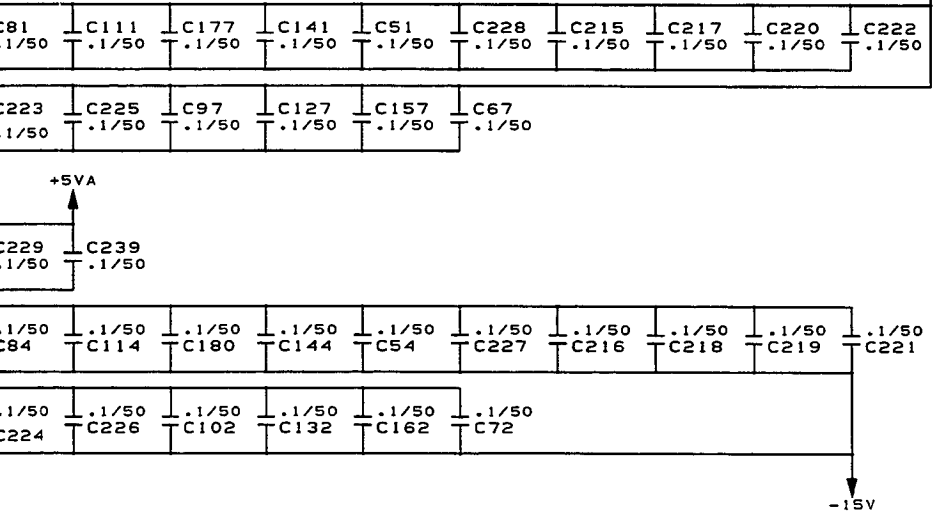 C81 C111 C177 C141 C51 C228 C215 C217 C220 C222
.1/50 .1/50 .1/50 .1/50 .1/50 .1/50 .1/50 .1/50 .1/50 .1/50
C223 C225 C97 C127 C157 C67
.1/50 .1/50 .1/50 .1/50 .1/50 .1/50
+5VA
C229 C239
.1/50 .1/50
.1/50 .1/50 .1/50 .1/50 .1/50 .1/50 .1/50 .1/50 .1/50 .1/50
C84 C114 C180 C144 C54 C227 C216 C218 C219 C221
.1/50 .1/50 .1/50 .1/50 .1/50 .1/50
C224 C226 C102 C132 C162 C72
-15V